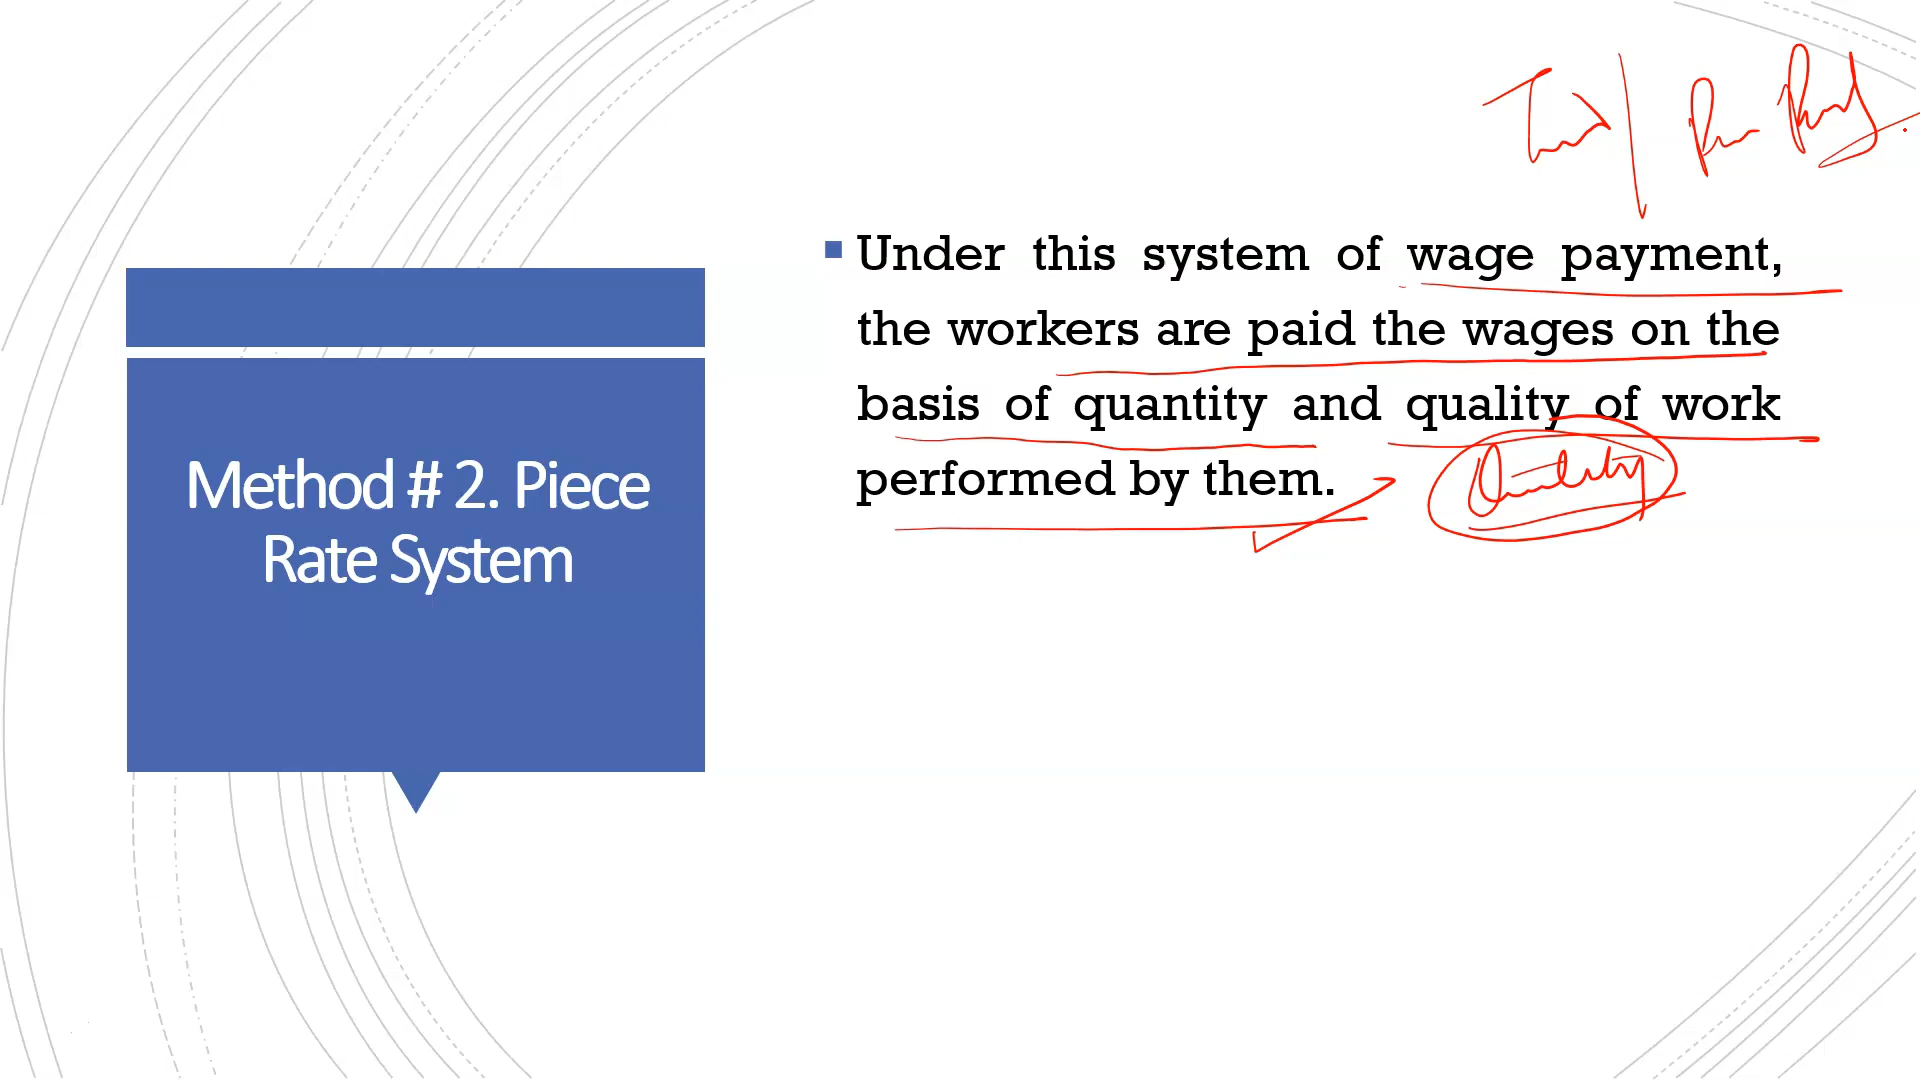 Method # 2. Piece
Rate System
Under this system of wage payment,
the workers are paid the wages on the
basis of quantity and quality of work
performed by them.
Quality